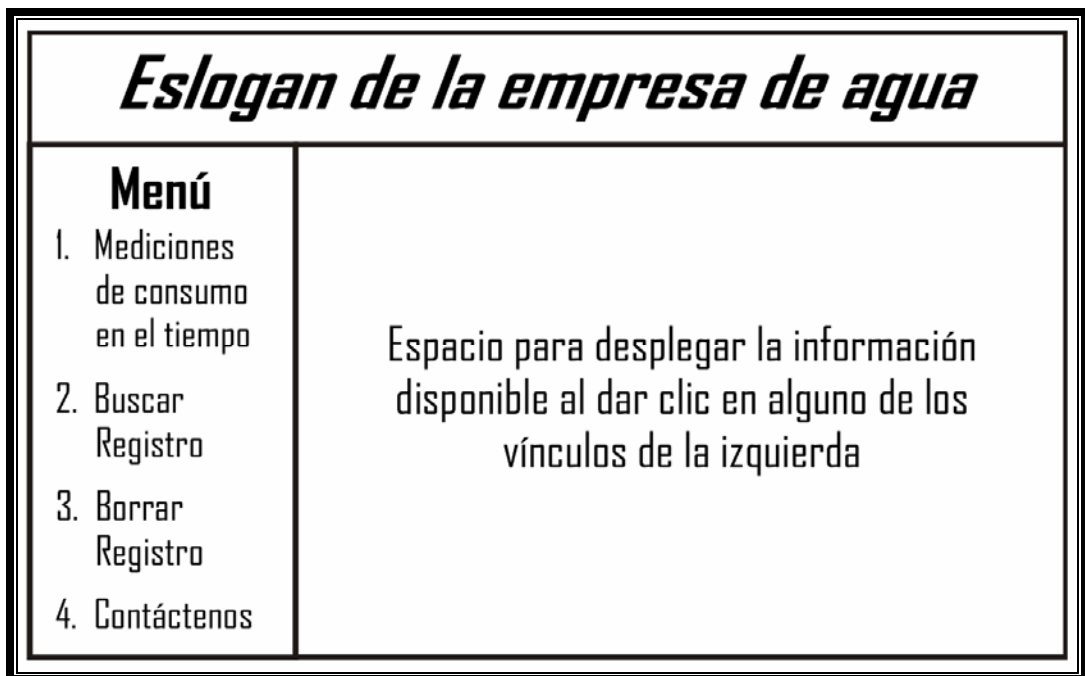 Eslogan de la empresa de agua
Menú
1. Mediciones
de consumo
en el tiempo
2. Buscar
Registro
3. Borrar
Registro
4. Contáctenos
Espacio para desplegar la información
disponible al dar clic en alguno de los
vínculos de la izquierda